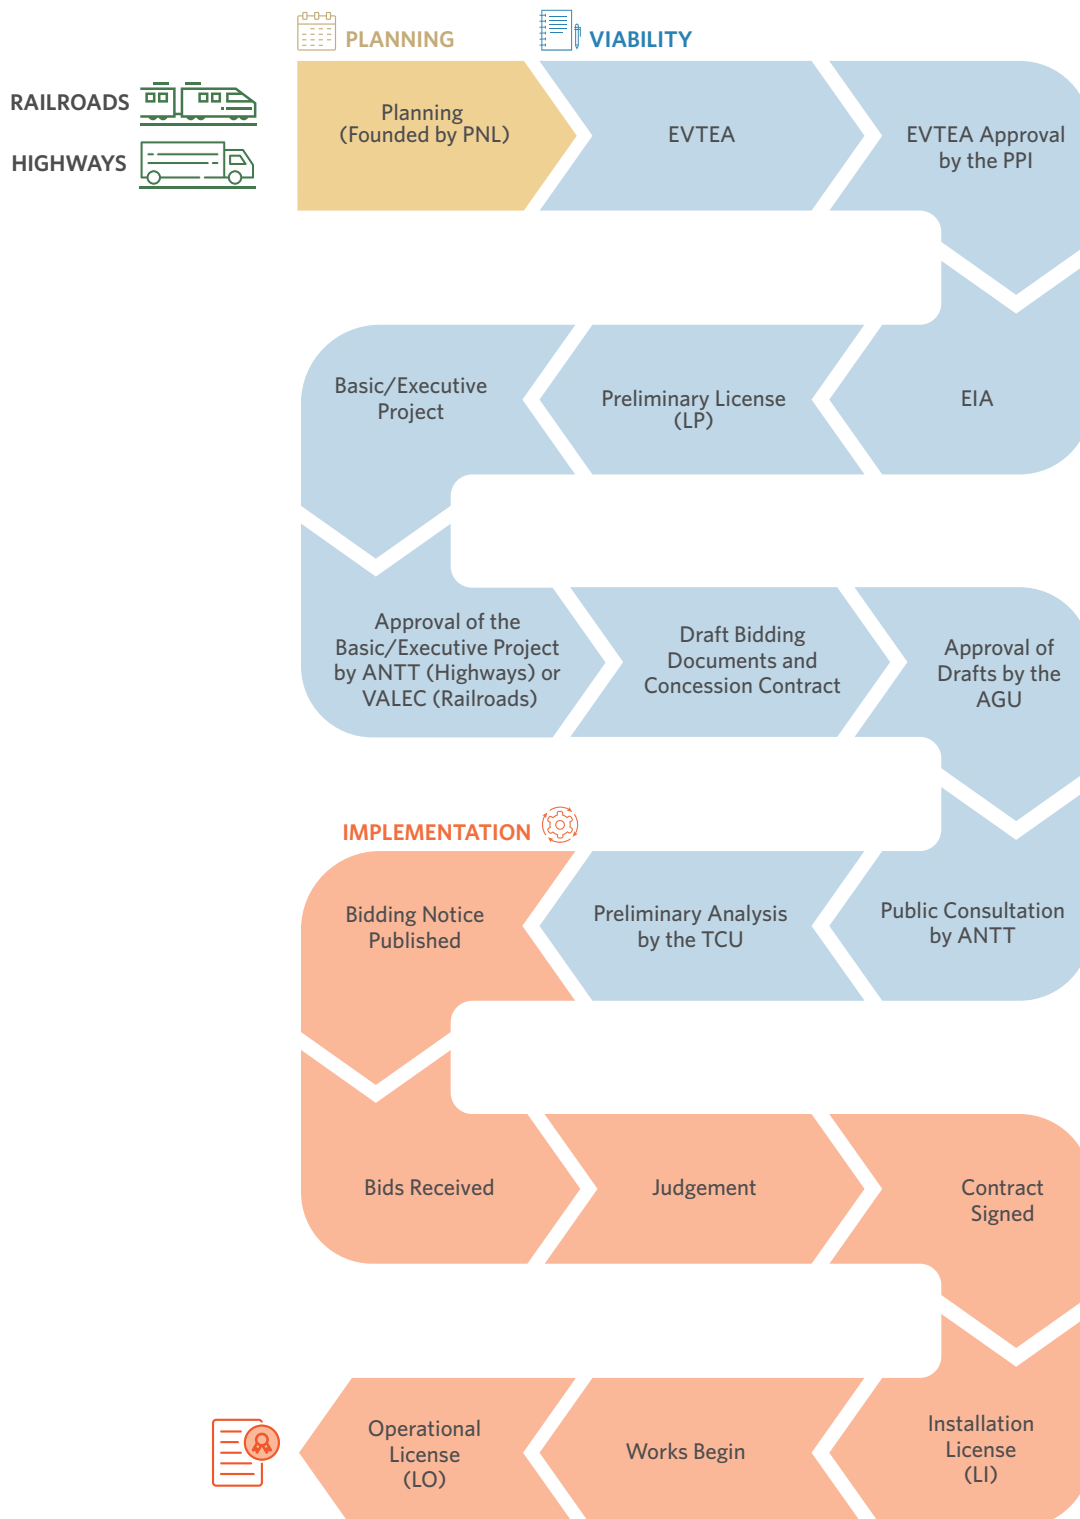 PLANNING
VIABILITY
RAILROADS
HIGHWAYS
Planning
(Founded by PNL)
EVTEA
EVTEA Approval
by the PPI
Basic/Executive
Project
Preliminary License
(LP)
EIA
Approval of the
Basic/Executive Project
by ANTT (Highways) or
VALEC (Railroads)
Draft Bidding
Documents and
Concession Contract
Approval of
Drafts by the
AGU
IMPLEMENTATION
Bidding Notice
Published
Preliminary Analysis
by the TCU
Public Consultation
by ANTT
Bids Received
Judgement
Contract
Signed
Operational
License
(LO)
Works Begin
Installation
License
(LI)